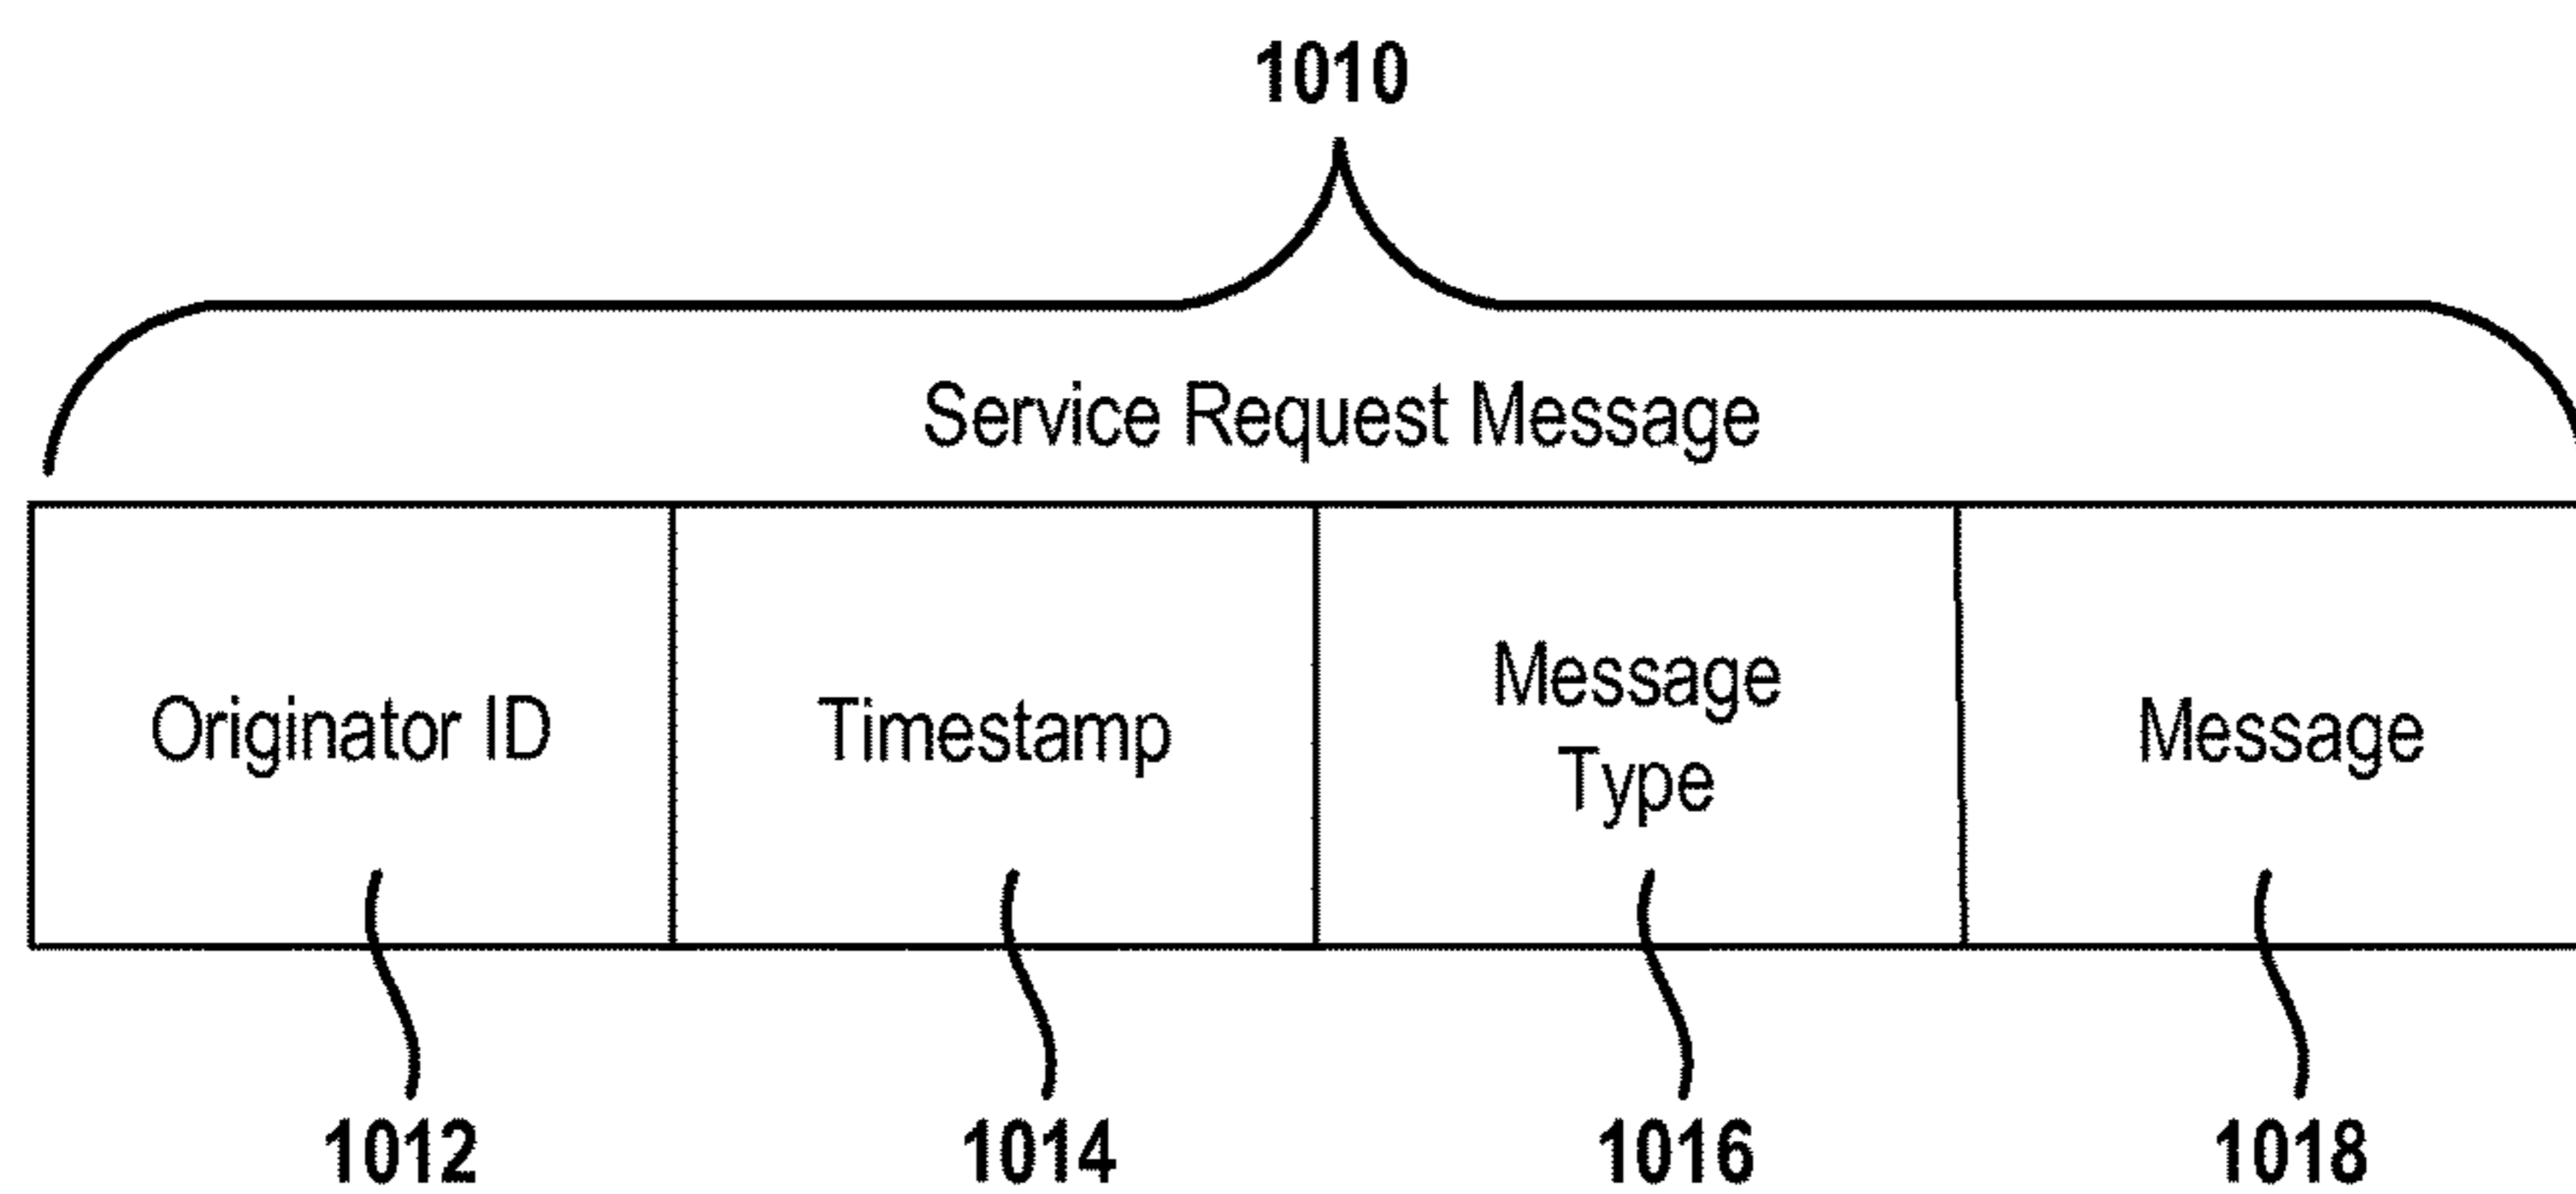 1010
Service Request Message
Originator ID
Timestamp
Message
Type
Message
1012
1014
1016
1018